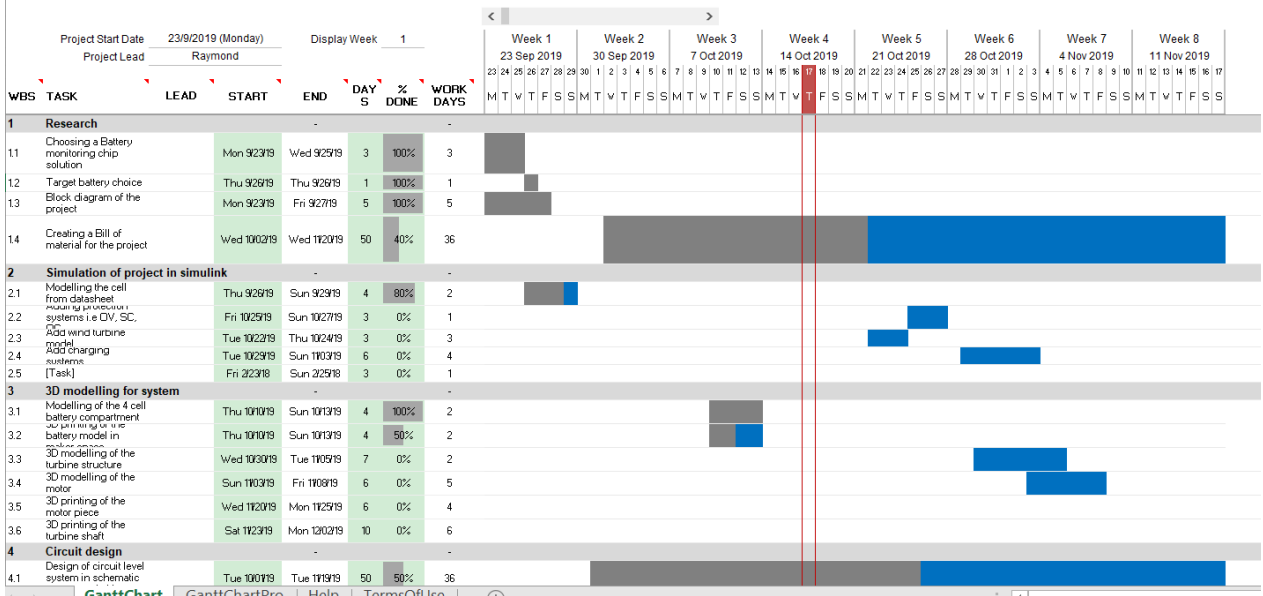 < >
Project Start Date 23/9/2019 (Monday) Display Week 1 Week 1 Week 2 Week 3 Week 4 Week 5 Week 6 Week 7 Week 8
Project Lead Raymond 23 Sep 2019 30 Sep 2019 7 Oct 2019 14 Oct 2019 21 Oct 2019 28 Oct 2019 4 Nov 2019 11 Nov 2019
23 24 25 26 27 28 29 30 1 2 3 4 5 6 7 8 9 10 11 12 13 14 15 16 17 18 19 20 21 22 23 24 25 26 27 28 29 30 31 1 2 3 4 5 6 7 8 9 10 11 12 13 14 15 16 17
WBS TASK LEAD START END DAYS % DONE WORK DAYS M T W T F S S M T W T F S S M T W T F S S M T W T F S S M T W T F S S M T W T F S S M T W T F S S M T W T F S S
1 Research - -
1.1 Choosing a Battery
monitoring chip
solution Mon 9/23/19 Wed 9/25/19 3 100% 3
1.2 Target battery choice Thu 9/26/19 Thu 9/26/19 1 100% 1
1.3 Block diagram of the
project Mon 9/23/19 Fri 9/27/19 5 100% 5
1.4 Creating a Bill of
material for the project Wed 10/02/19 Wed 11/20/19 50 40% 36
2 Simulation of project in simulink - -
2.1 Modelling the cell
from datasheet Thu 9/26/19 Sun 9/29/19 4 80% 2
2.2 Adding protection
systems i.e OV, SC, Fri 10/25/19 Sun 10/27/19 3 0% 1
2.3 Add wind turbine
model Tue 10/22/19 Thu 10/24/19 3 0% 3
2.4 Add charging
systems Tue 10/29/19 Sun 11/03/19 6 0% 4
2.5 [Task] Fri 2/23/18 Sun 2/25/18 3 0% 1
3 3D modelling for system - -
3.1 Modelling of the 4 cell
battery compartment Thu 10/10/19 Sun 10/13/19 4 100% 2
3.2 3D printing of the
battery model in
maker space Thu 10/10/19 Sun 10/13/19 4 50% 2
3.3 3D modelling of the
turbine structure Wed 10/30/19 Tue 11/05/19 7 0% 2
3.4 3D modelling of the
motor Sun 11/03/19 Fri 11/08/19 6 0% 5
3.5 3D printing of the
motor piece Wed 11/20/19 Mon 11/25/19 6 0% 4
3.6 3D printing of the
turbine shaft Sat 11/23/19 Mon 12/02/19 10 0% 6
4 Circuit design - -
4.1 Design of circuit level
system in schematic Tue 10/01/19 Tue 11/19/19 50 50% 36
GanttChart GanttChartPro Help TermsOfUse